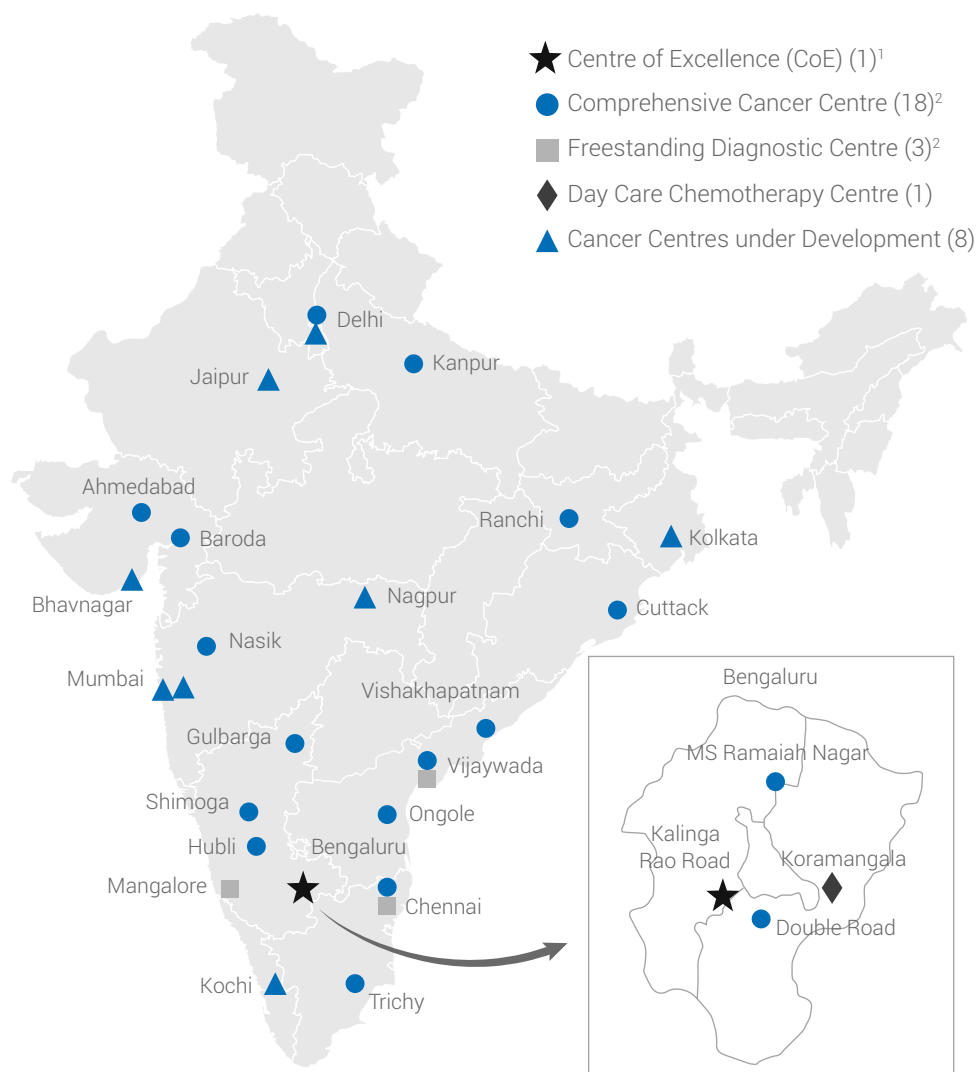 Centre of Excellence (CoE) (1)¹
Comprehensive Cancer Centre (18)²
Freestanding Diagnostic Centre (3)²
Day Care Chemotherapy Centre (1)
Cancer Centres under Development (8)
Delhi
Kanpur
Jaipur
Ahmedabad
Baroda
Ranchi
Kolkata
Bhavnagar
Nagpur
Cuttack
Nasik
Mumbai
Vishakhapatnam
Gulbarga
Vijaywada
Shimoga
Ongole
Hubli
Bengaluru
Mangalore
Chennai
Kochi
Trichy
Bengaluru
MS Ramaiah Nagar
Kalinga
Rao Road
Koramangala
Double Road